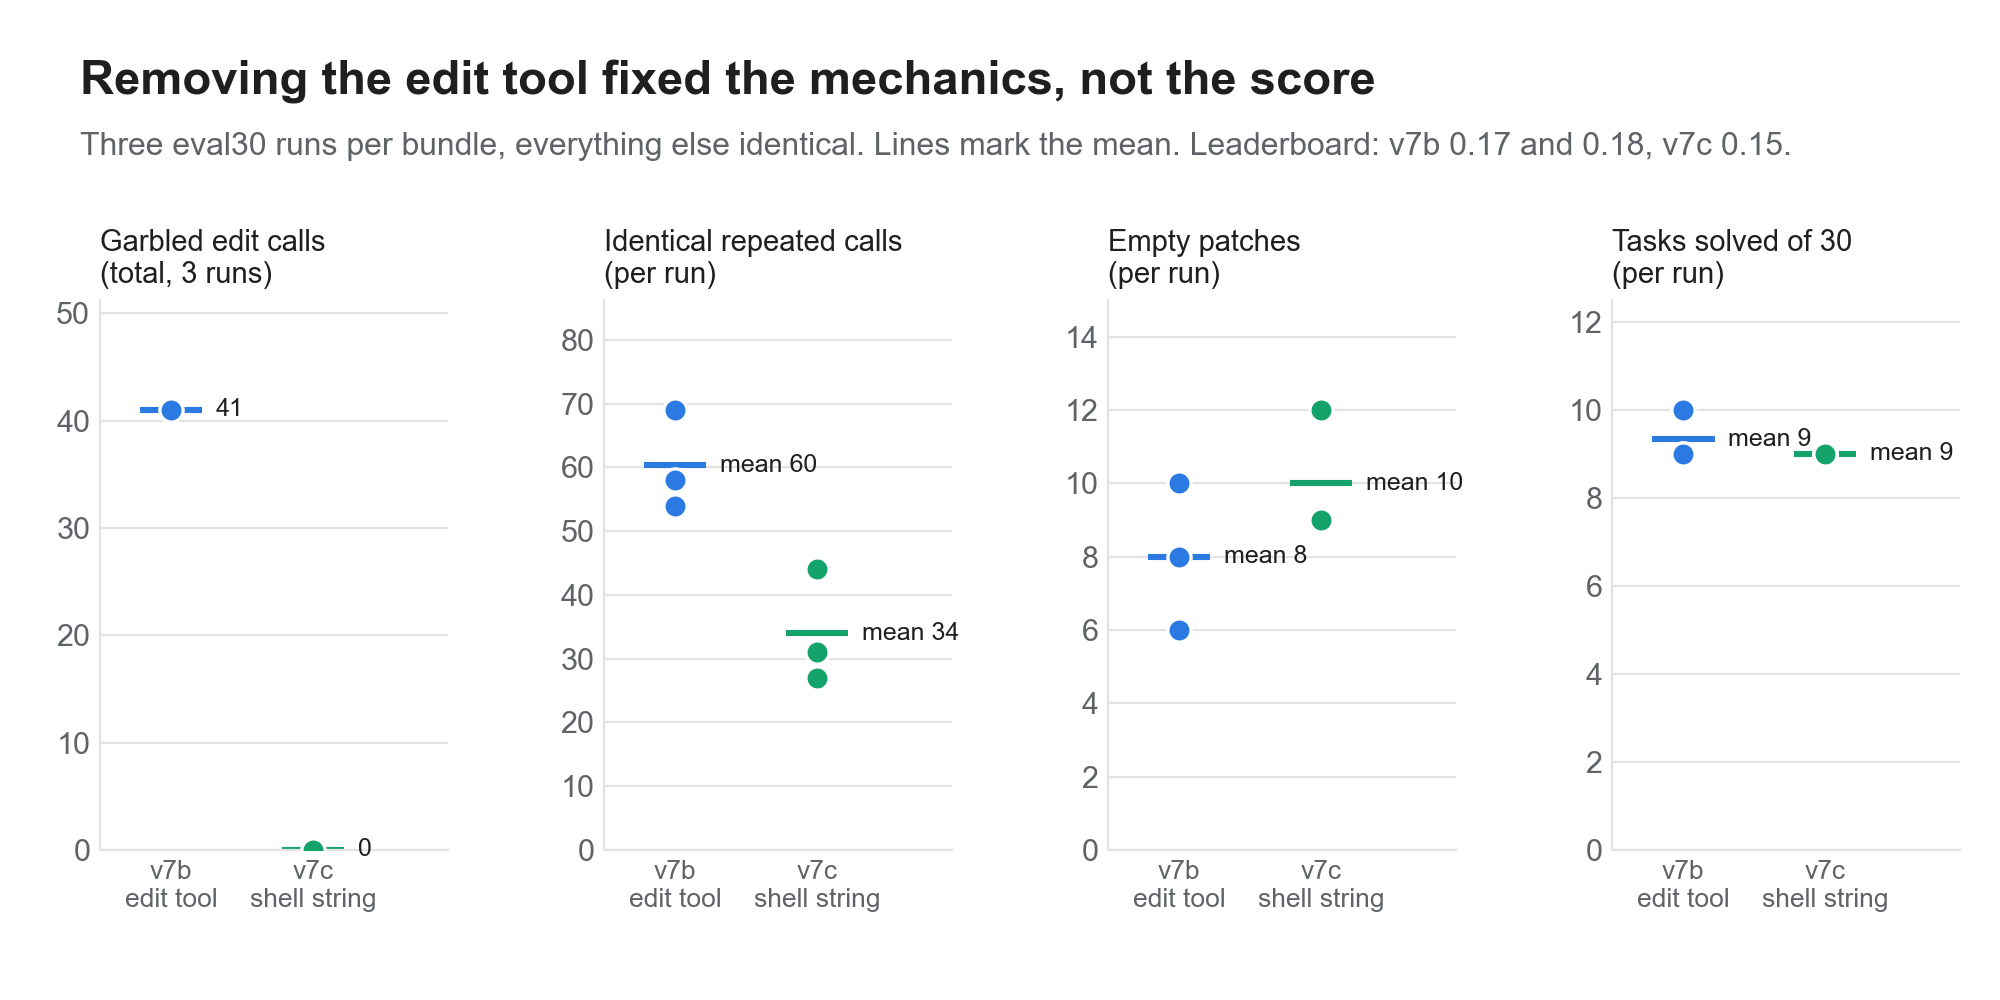 Removing the edit tool fixed the mechanics, not the score
Three eval30 runs per bundle, everything else identical. Lines mark the mean. Leaderboard: v7b 0.17 and 0.18, v7c 0.15.
Garbled edit calls
(total, 3 runs)
50
40
30
20
10
0
41
0
v7b
edit tool
v7c
shell string
Identical repeated calls
(per run)
80
70
60
50
40
30
20
10
0
mean 60
mean 34
v7b
edit tool
v7c
shell string
Empty patches
(per run)
14
12
10
8
6
4
2
0
mean 8
mean 10
v7b
edit tool
v7c
shell string
Tasks solved of 30
(per run)
12
10
8
6
4
2
0
mean 9
mean 9
v7b
edit tool
v7c
shell string